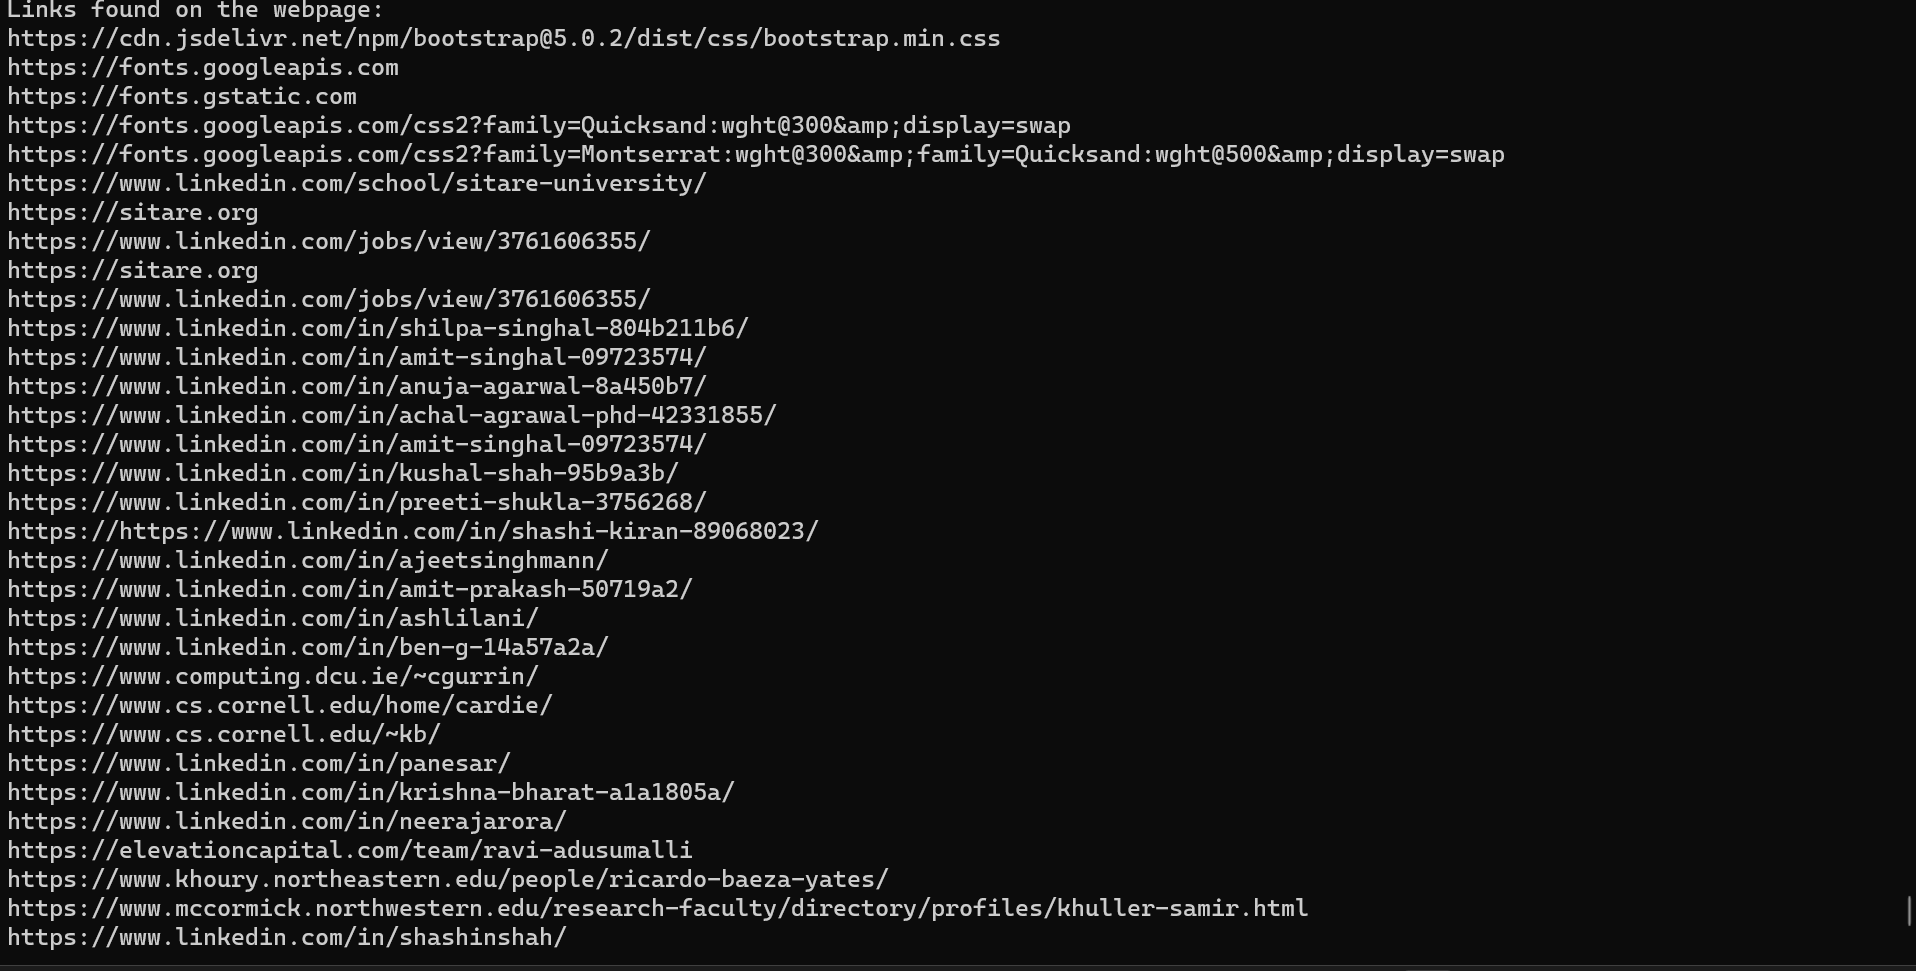 Links found on the webpage:
https://cdn.jsdelivr.net/npm/bootstrap@5.0.2/dist/css/bootstrap.min.css
https://fonts.googleapis.com
https://fonts.gstatic.com
https://fonts.googleapis.com/css2?family=Quicksand:wght@300&amp;display=swap
https://fonts.googleapis.com/css2?family=Montserrat:wght@300&amp;family=Quicksand:wght@500&amp;display=swap
https://www.linkedin.com/school/sitare-university/
https://sitare.org
https://www.linkedin.com/jobs/view/3761606355/
https://sitare.org
https://www.linkedin.com/jobs/view/3761606355/
https://www.linkedin.com/in/shilpa-singhal-804b211b6/
https://www.linkedin.com/in/amit-singhal-09723574/
https://www.linkedin.com/in/anuja-agarwal-8a450b7/
https://www.linkedin.com/in/achal-agrawal-phd-42331855/
https://www.linkedin.com/in/amit-singhal-09723574/
https://www.linkedin.com/in/kushal-shah-95b9a3b/
https://www.linkedin.com/in/preeti-shukla-3756268/
https://https://www.linkedin.com/in/shashi-kiran-89068023/
https://www.linkedin.com/in/ajeetsinghmann/
https://www.linkedin.com/in/amit-prakash-50719a2/
https://www.linkedin.com/in/ashlilani/
https://www.linkedin.com/in/ben-g-14a57a2a/
https://www.computing.dcu.ie/~cgurrin/
https://www.cs.cornell.edu/home/cardie/
https://www.cs.cornell.edu/~kb/
https://www.linkedin.com/in/panesar/
https://www.linkedin.com/in/krishna-bharat-a1a1805a/
https://www.linkedin.com/in/neerajarora/
https://elevationcapital.com/team/ravi-adusumalli
https://www.khoury.northeastern.edu/people/ricardo-baeza-yates/
https://www.mccormick.northwestern.edu/research-faculty/directory/profiles/khuller-samir.html
https://www.linkedin.com/in/shashinshah/